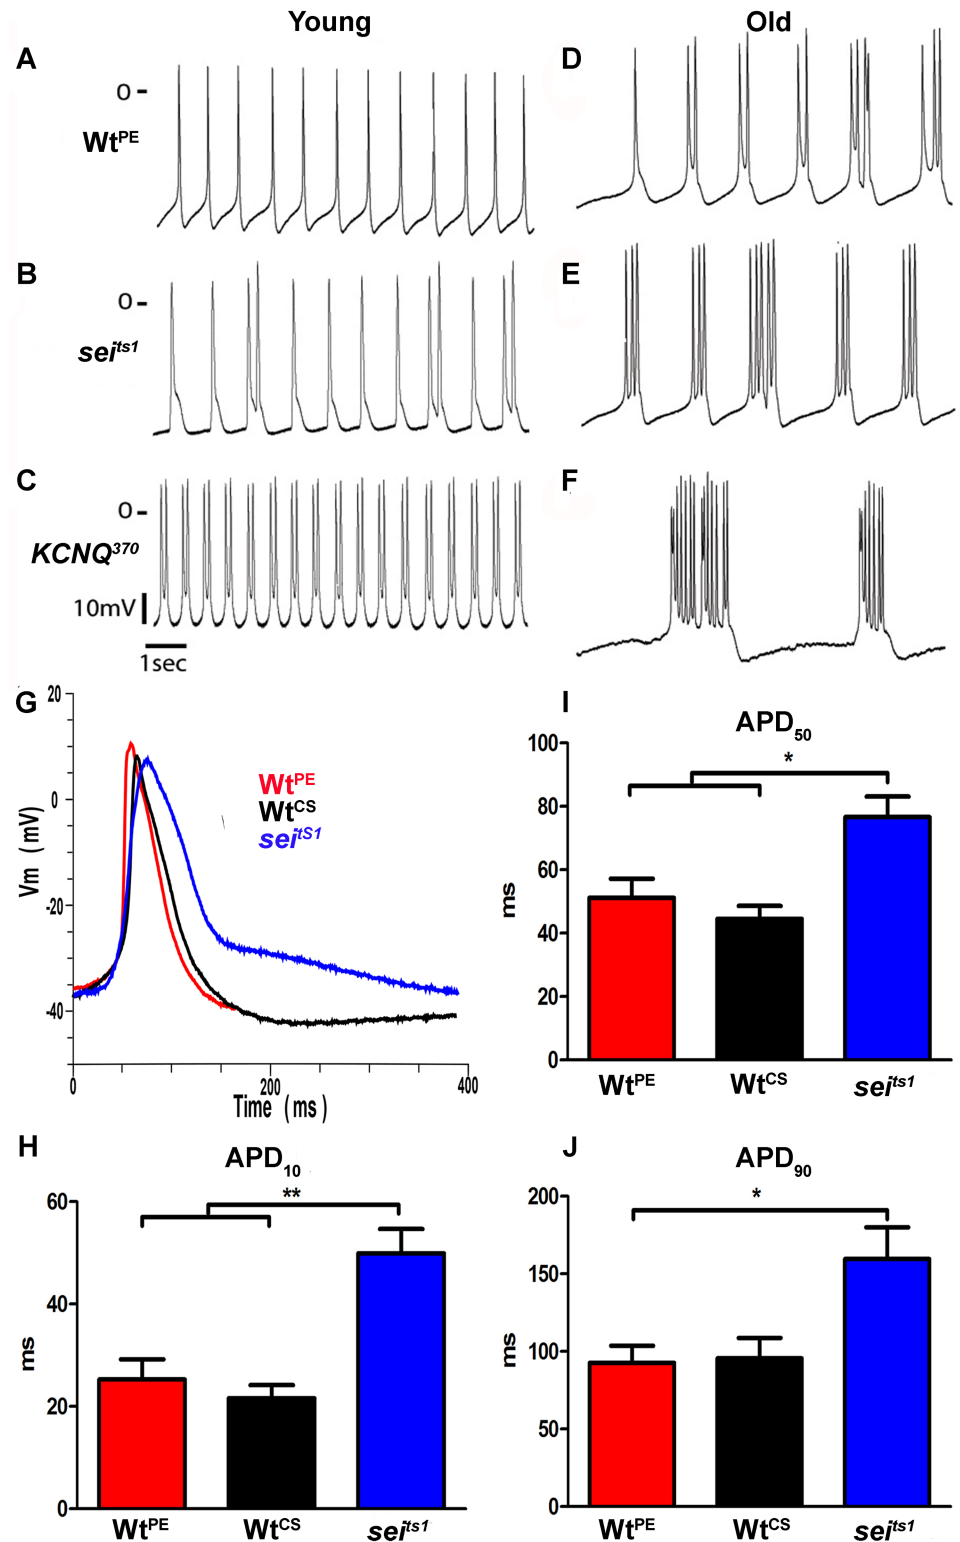 Young Old
A D
0
Wt^PE
B E
0
sei^ts1
C F
0
KCNQ^370
10mV
1sec
G
20
0
-20
-40
Vm (mV)
0 200 400
Time (ms)
Wt^PE
Wt^CS
sei^tS1
I
APD_50
*
100
80
60
40
20
0
ms
Wt^PE Wt^CS sei^ts1
H
APD_10
**
60
40
20
0
ms
Wt^PE Wt^CS sei^ts1
J
APD_90
*
200
150
100
50
0
ms
Wt^PE Wt^CS sei^ts1